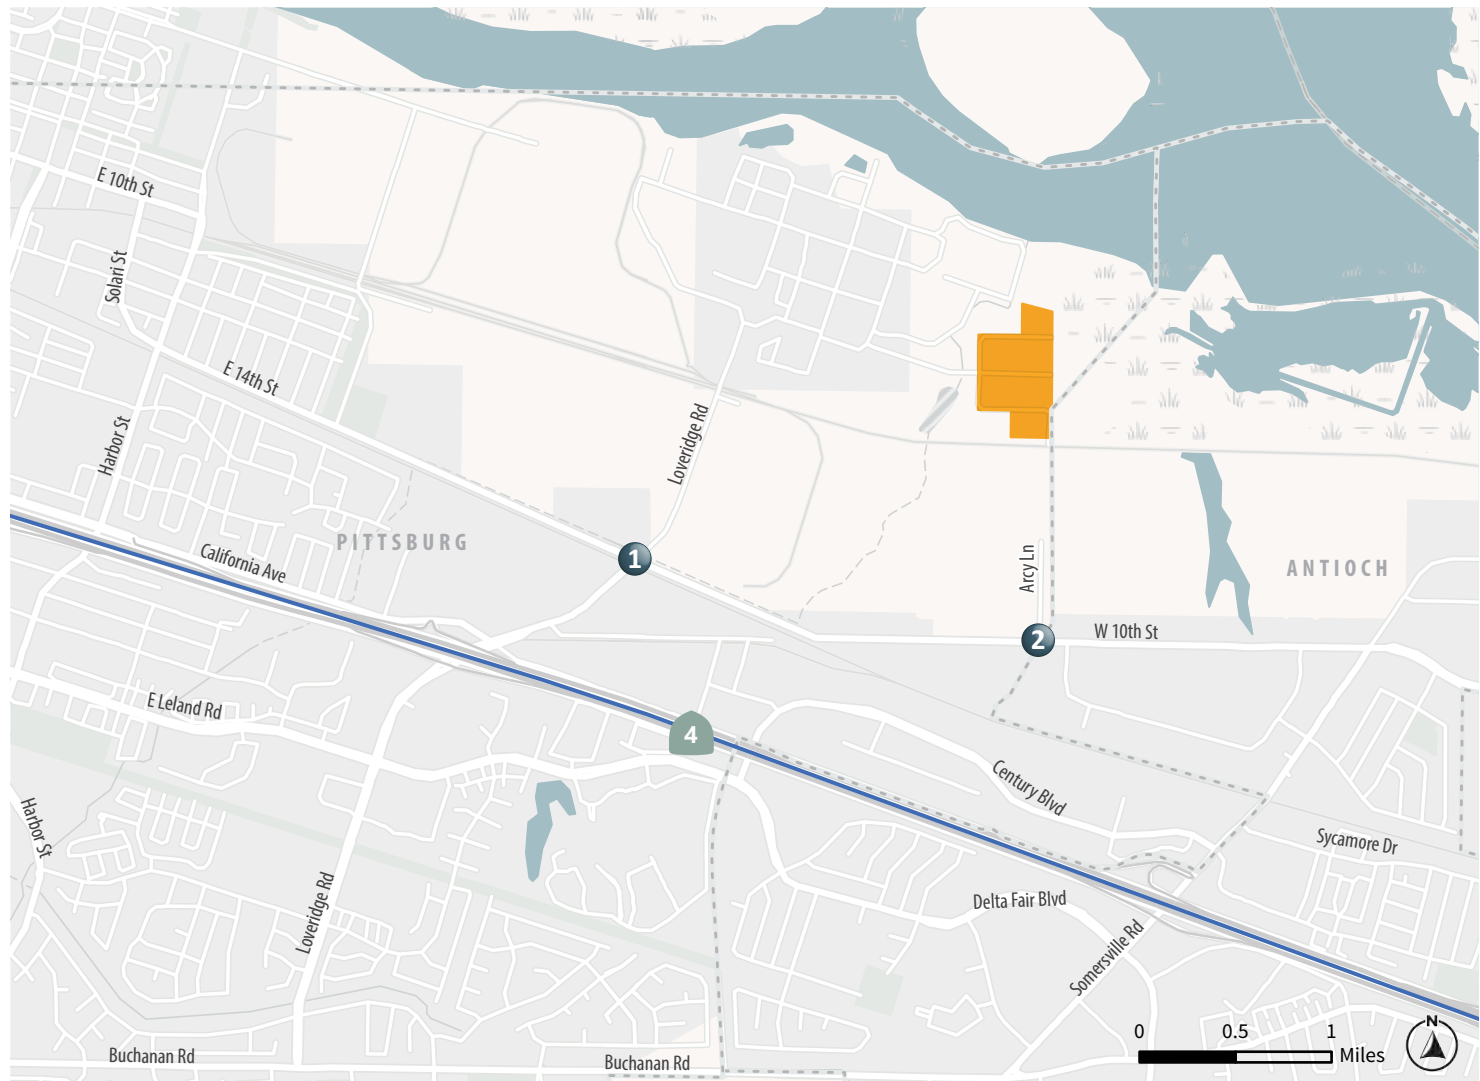 E 10th St
Solari St
E 14th St
Harbor St
Loveridge Rd
PITTSBURG
California Ave
1
Arcy Ln
ANTIOCH
2
W 10th St
E Leland Rd
4
Century Blvd
Harbor St
Sycamore Dr
Loveridge Rd
Delta Fair Blvd
Somersville Rd
Buchanan Rd
Buchanan Rd
0 0.5 1
Miles
N